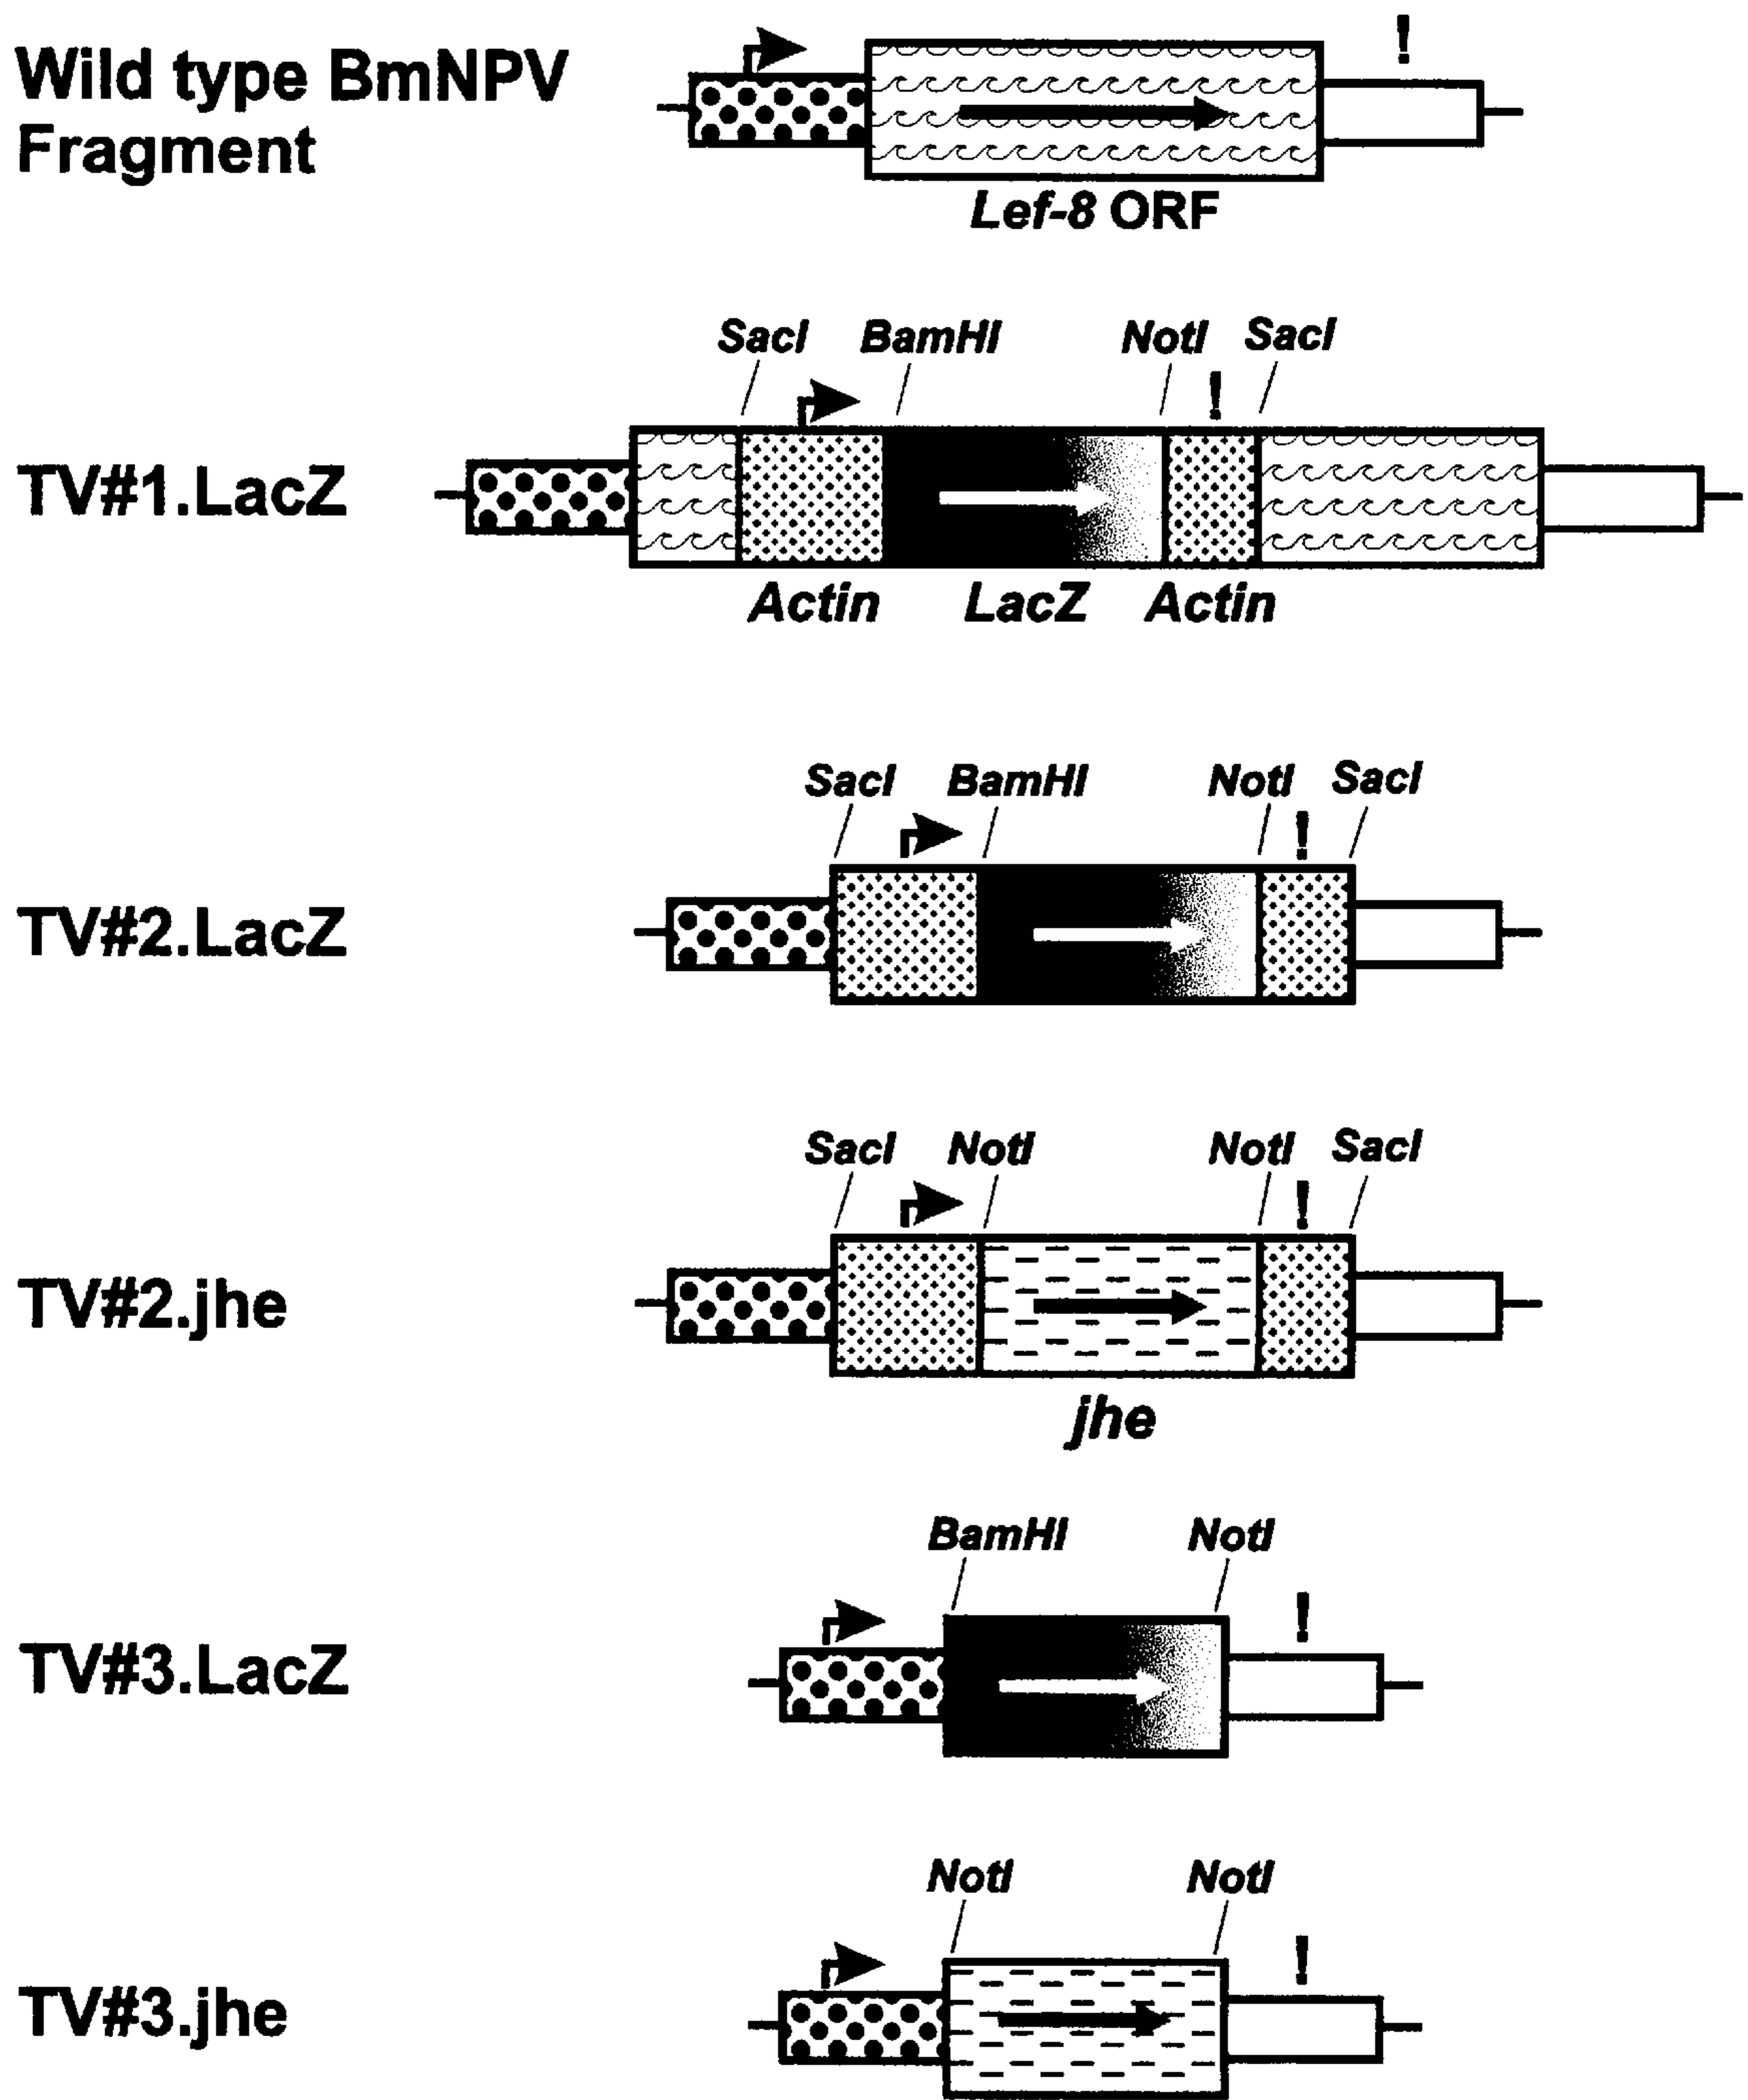 Wild type BmNPV
Fragment
!
Lef-8 ORF
SacI BamHI NotI SacI
!
TV#1.LacZ
Actin LacZ Actin
SacI BamHI NotI SacI
!
TV#2.LacZ
SacI NotI NotI SacI
!
TV#2.jhe
jhe
BamHI NotI
!
TV#3.LacZ
NotI NotI
!
TV#3.jhe